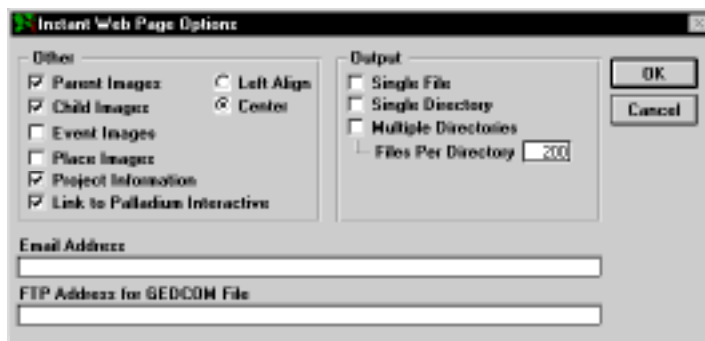 Instant Web Page Options
Other
Parent Images
Left Align
Child Images
Center
Event Images
Place Images
Project Information
Link to Palladium Interactive
Output
Single File
Single Directory
Multiple Directories
Files Per Directory 200
OK
Cancel
Email Address
FTP Address for GEDCOM File